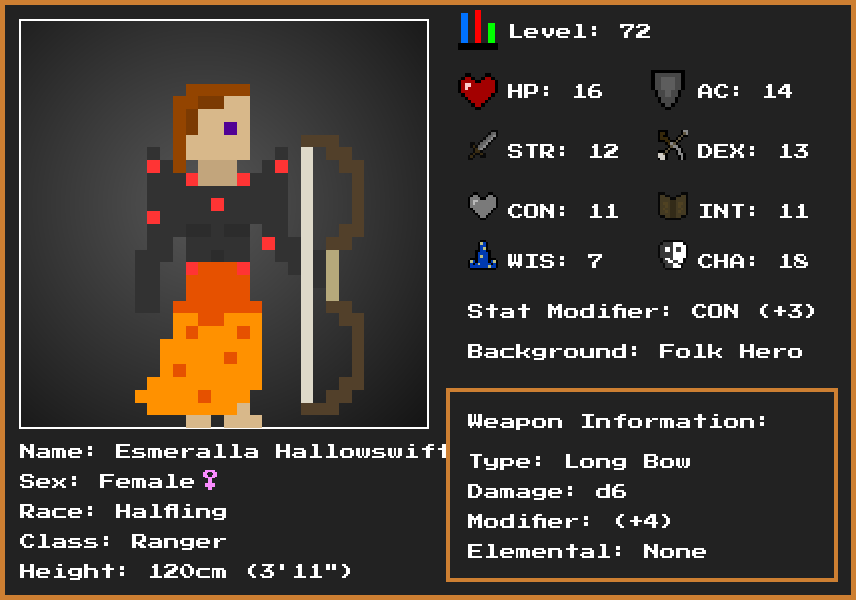 Level: 72
HP: 16
AC: 14
STR: 12
DEX: 13
CON: 11
INT: 11
WIS: 7
CHA: 18
Stat Modifier: CON (+3)
Background: Folk Hero
Weapon Information:
Type: Long Bow
Damage: d6
Modifier: (+4)
Elemental: None
Name: Esmeralla Hallowswift
Sex: Female♀
Race: Halfling
Class: Ranger
Height: 120cm (3'11")